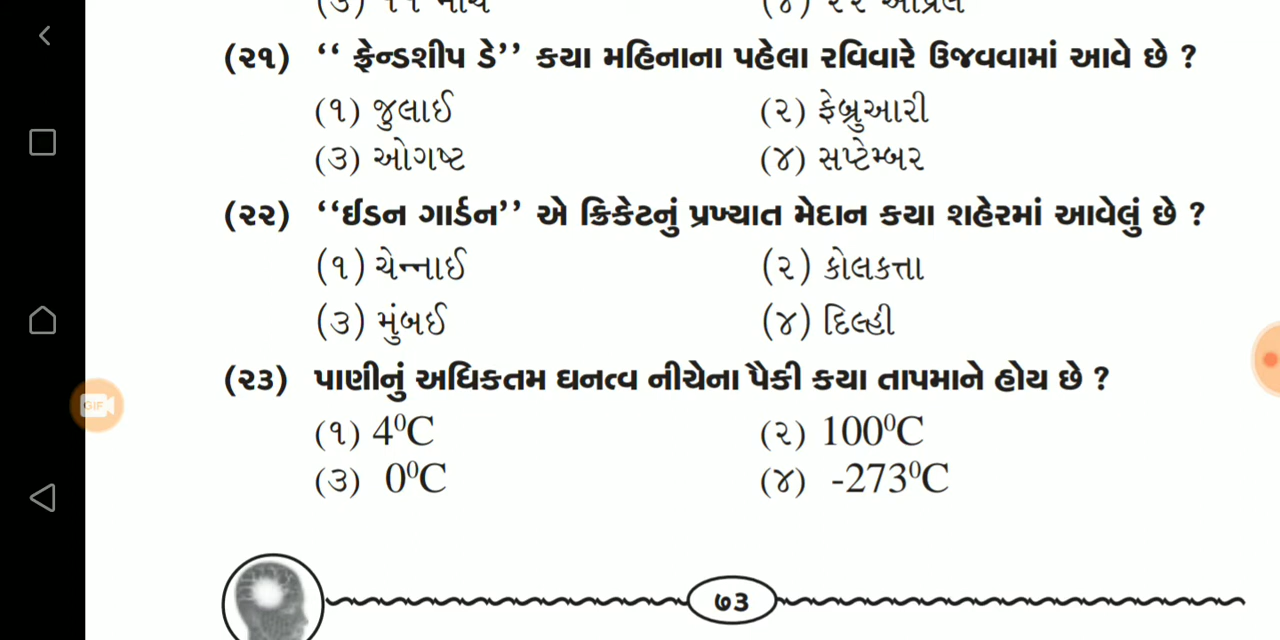 (૨૧) ‘‘ ફ્રેન્ડશીપ ડે’’ કયા મહિનાના પહેલા રવિવારે ઉજવવામાં આવે છે ?
(૧) જુલાઈ (૨) ફેબ્રુઆરી
(૩) ઓગષ્ટ (૪) સપ્ટેમ્બર
(૨૨) ‘‘ઈડન ગાર્ડન’’ એ ક્રિકેટનું પ્રખ્યાત મેદાન કયા શહેરમાં આવેલું છે ?
(૧) ચેન્નાઈ (૨) કોલકત્તા
(૩) મુંબઈ (૪) દિલ્હી
(૨૩) પાણીનું અધિકતમ ઘનત્વ નીચેના પૈકી કયા તાપમાને હોય છે ?
(૧) 4⁰C (૨) 100⁰C
(૩) 0⁰C (૪) -273⁰C
GIF
૭૩